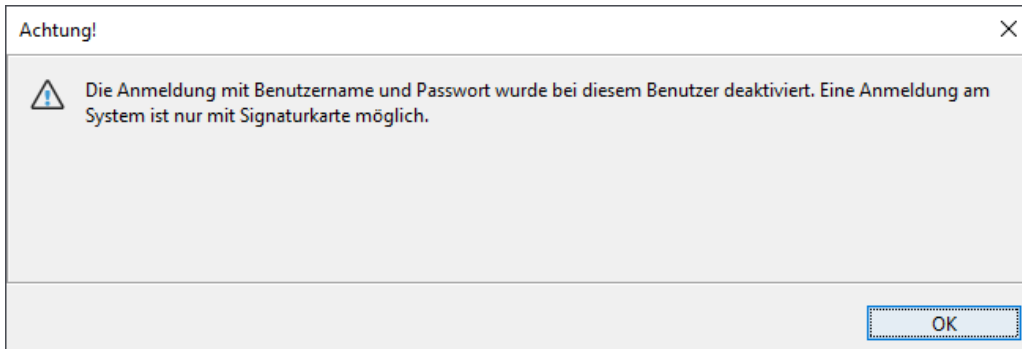 Achtung!
Die Anmeldung mit Benutzername und Passwort wurde bei diesem Benutzer deaktiviert. Eine Anmeldung am
System ist nur mit Signaturkarte möglich.
OK